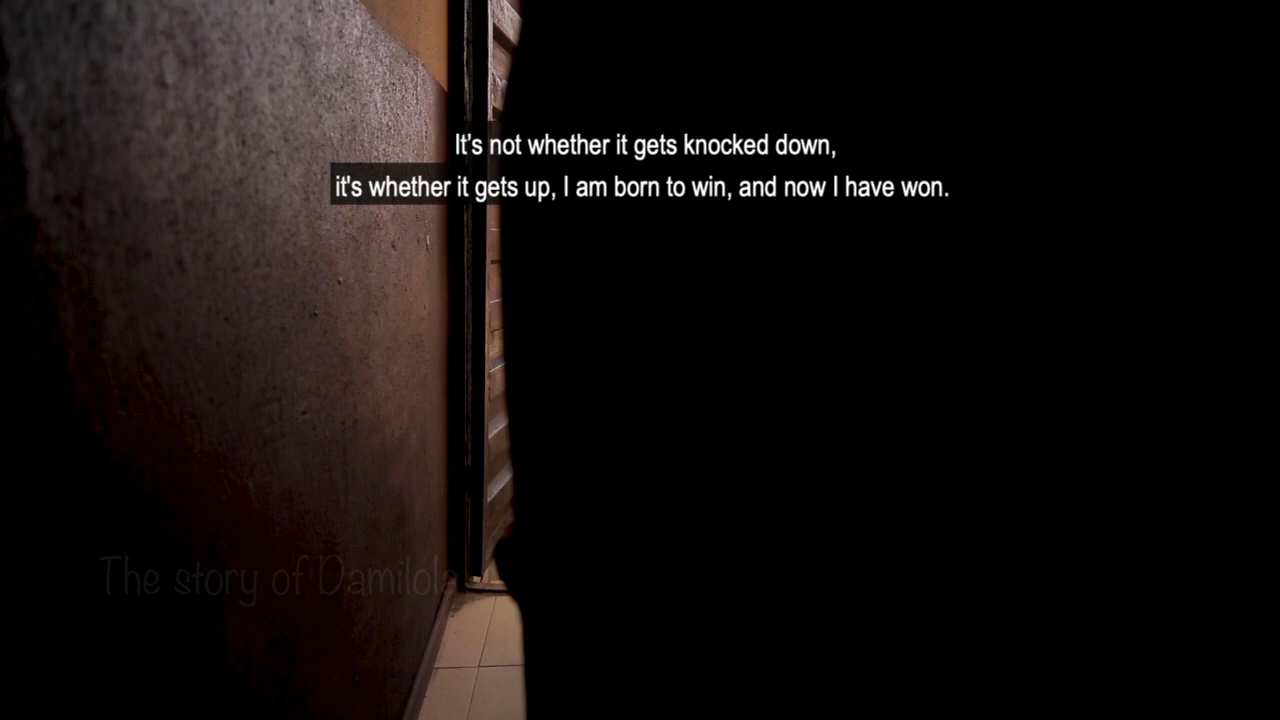 It’s not whether it gets knocked down,
it's whether it gets up, I am born to win, and now I have won.
The story of Damilola